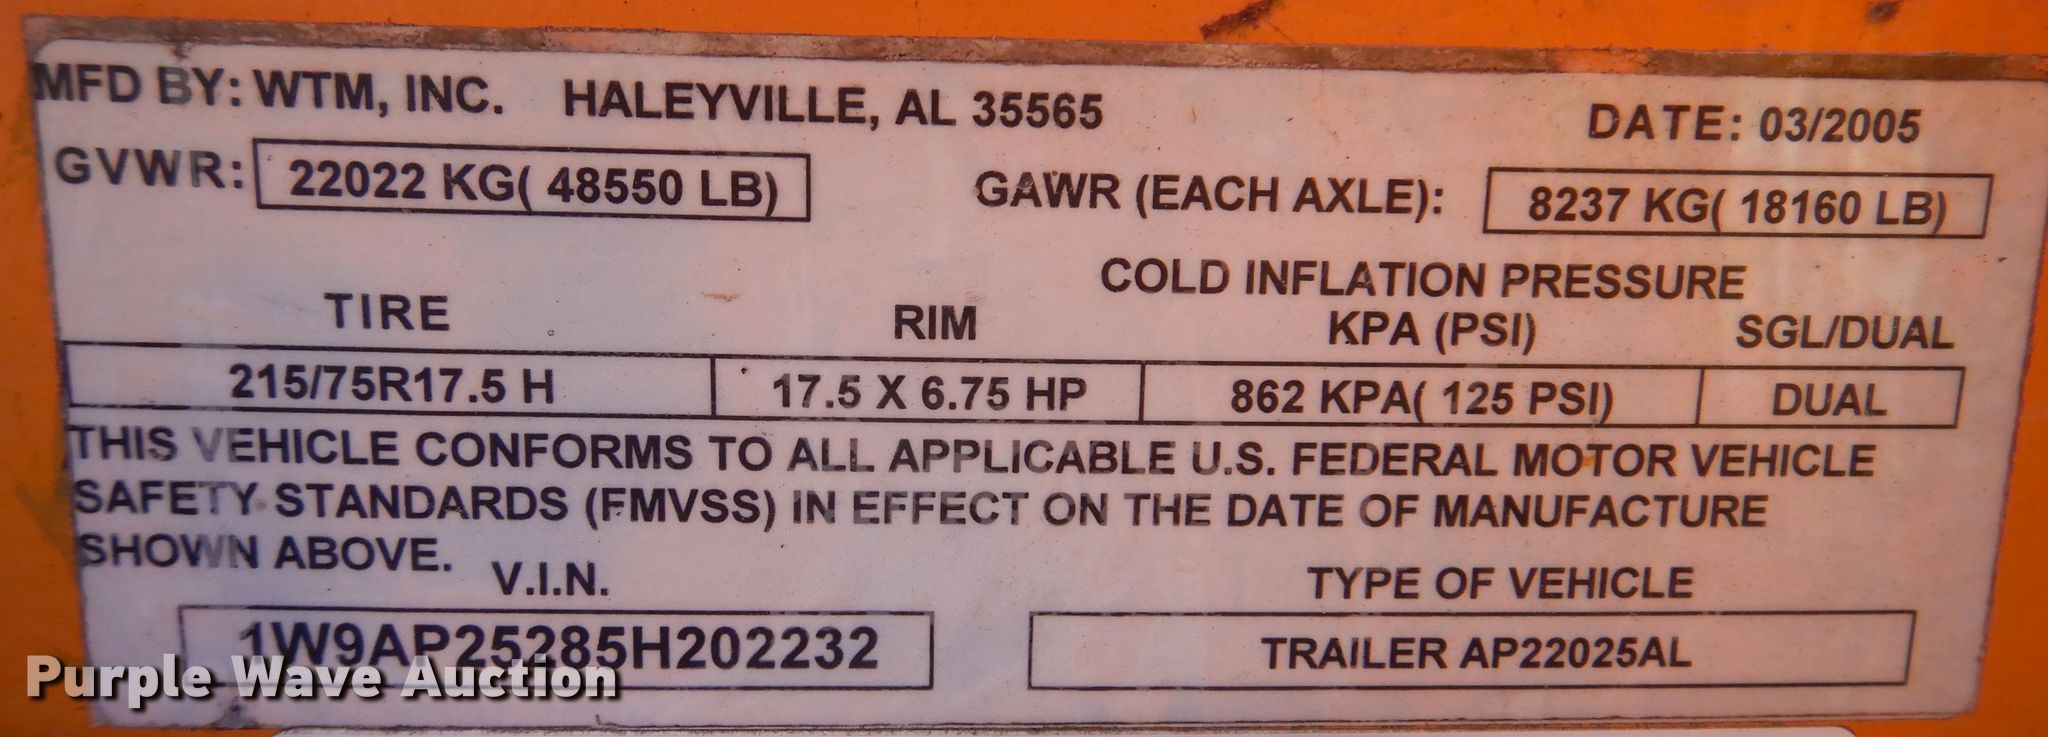 MFD BY: WTM, INC. HALEYVILLE, AL 35565 DATE: 03/2005
GVWR: 22022 KG( 48550 LB) GAWR (EACH AXLE): 8237 KG( 18160 LB)
COLD INFLATION PRESSURE
TIRE RIM KPA (PSI) SGL/DUAL
215/75R17.5 H 17.5 X 6.75 HP 862 KPA( 125 PSI) DUAL
THIS VEHICLE CONFORMS TO ALL APPLICABLE U.S. FEDERAL MOTOR VEHICLE
SAFETY STANDARDS (FMVSS) IN EFFECT ON THE DATE OF MANUFACTURE
SHOWN ABOVE.
V.I.N. TYPE OF VEHICLE
1W9AP25285H202232 TRAILER AP22025AL
Purple Wave Auction